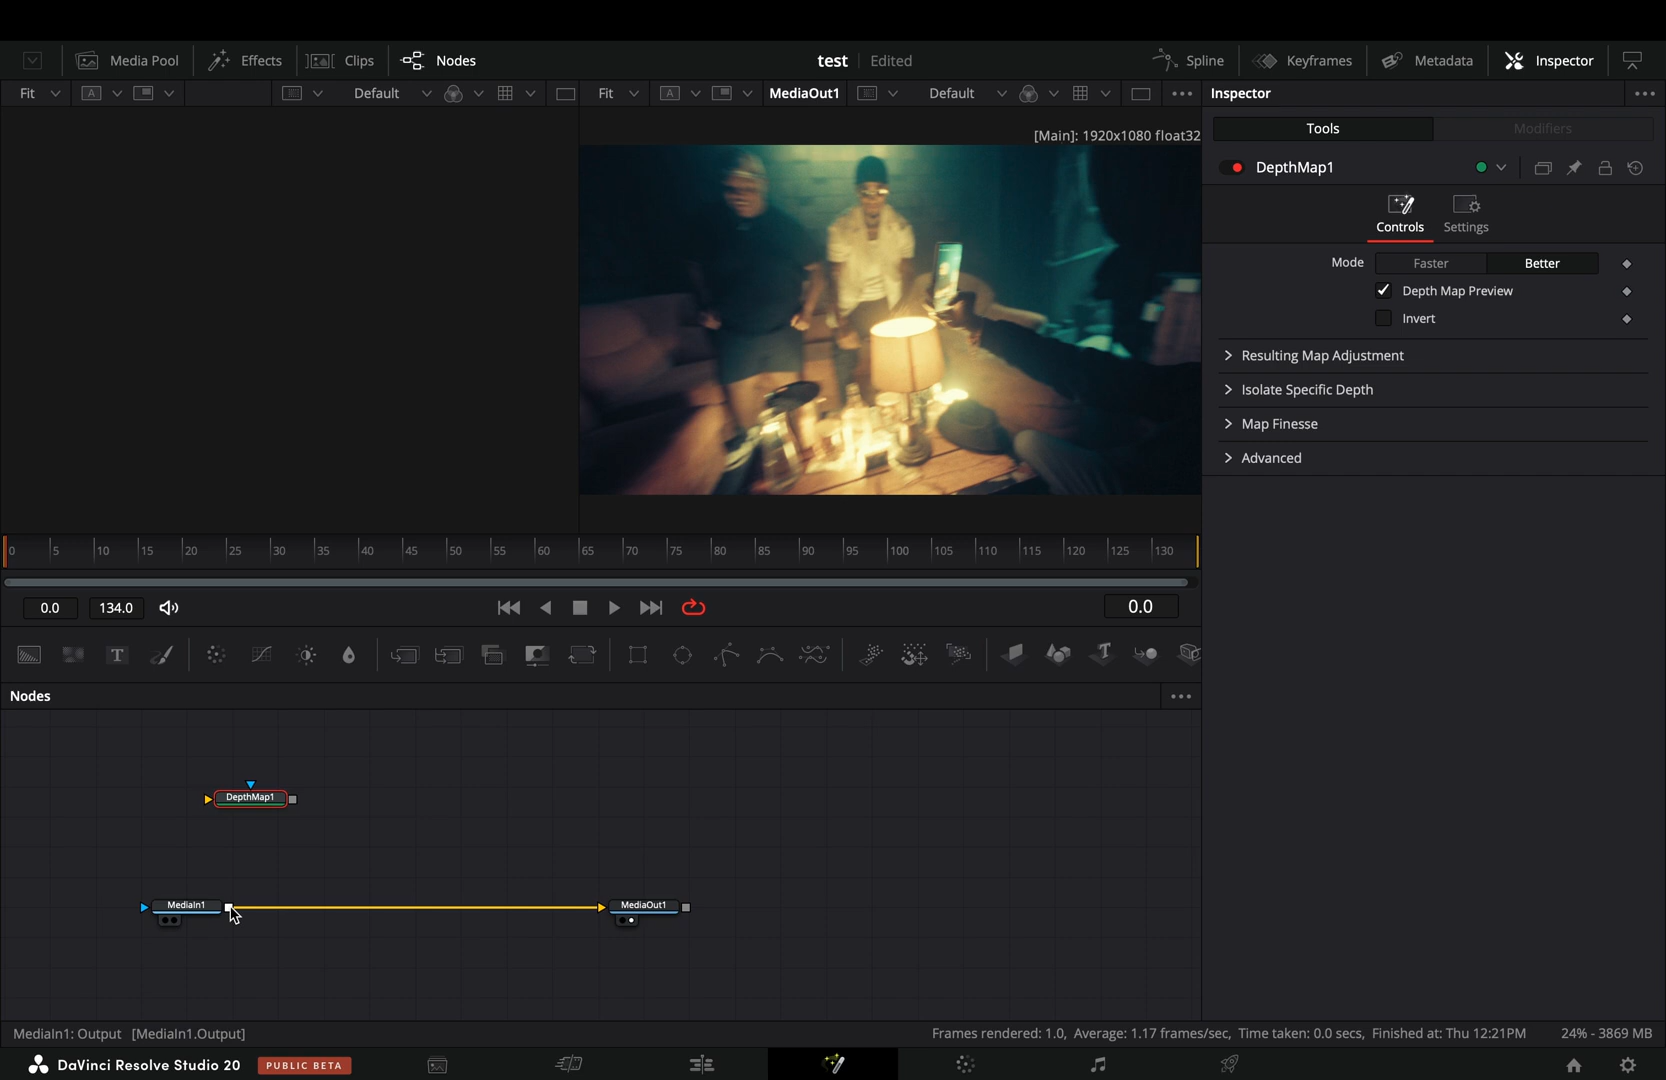 Media Pool Effects Clips Nodes test Edited Spline Keyframes Metadata Inspector
Fit A Default Fit A MediaOut1 Default Inspector
[Main]: 1920x1080 float32
Tools Modifiers
DepthMap1
Controls Settings
Mode Faster Better
Depth Map Preview
Invert
Resulting Map Adjustment
Isolate Specific Depth
Map Finesse
Advanced
0 5 10 15 20 25 30 35 40 45 50 55 60 65 70 75 80 85 90 95 100 105 110 115 120 125 130
0.0 134.0 0.0
T T
Nodes
DepthMap1
MediaIn1 MediaOut1
MediaIn1: Output [MediaIn1.Output] Frames rendered: 1.0, Average: 1.17 frames/sec, Time taken: 0.0 secs, Finished at: Thu 12:21PM 24% - 3869 MB
DaVinci Resolve Studio 20 PUBLIC BETA